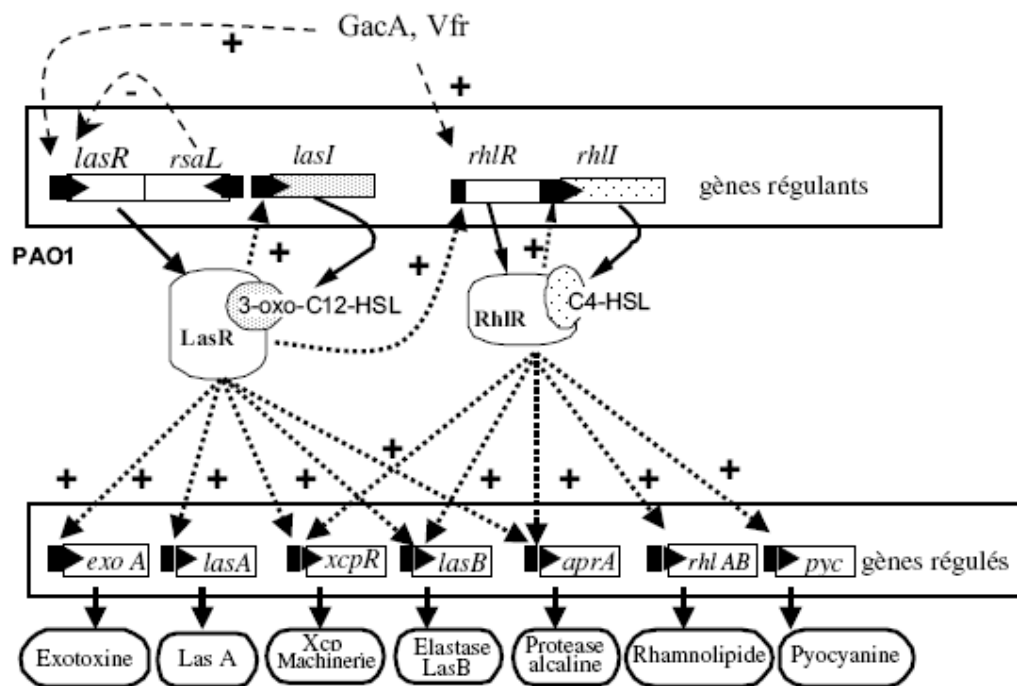 GacA, Vfr
+
+
-
lasR rsaL lasI rhlR rhlI
gènes régulants
PAO1
+
+
+
3-oxo-C12-HSL
C4-HSL
LasR
RhlR
+
+ + + + + + +
exo A lasA xcpR lasB aprA rhl AB pyc
gènes régulés
Exotoxine
Las A
Xcp
Machinerie
Elastase
LasB
Protease
alcaline
Rhamnolipide
Pyocyanine